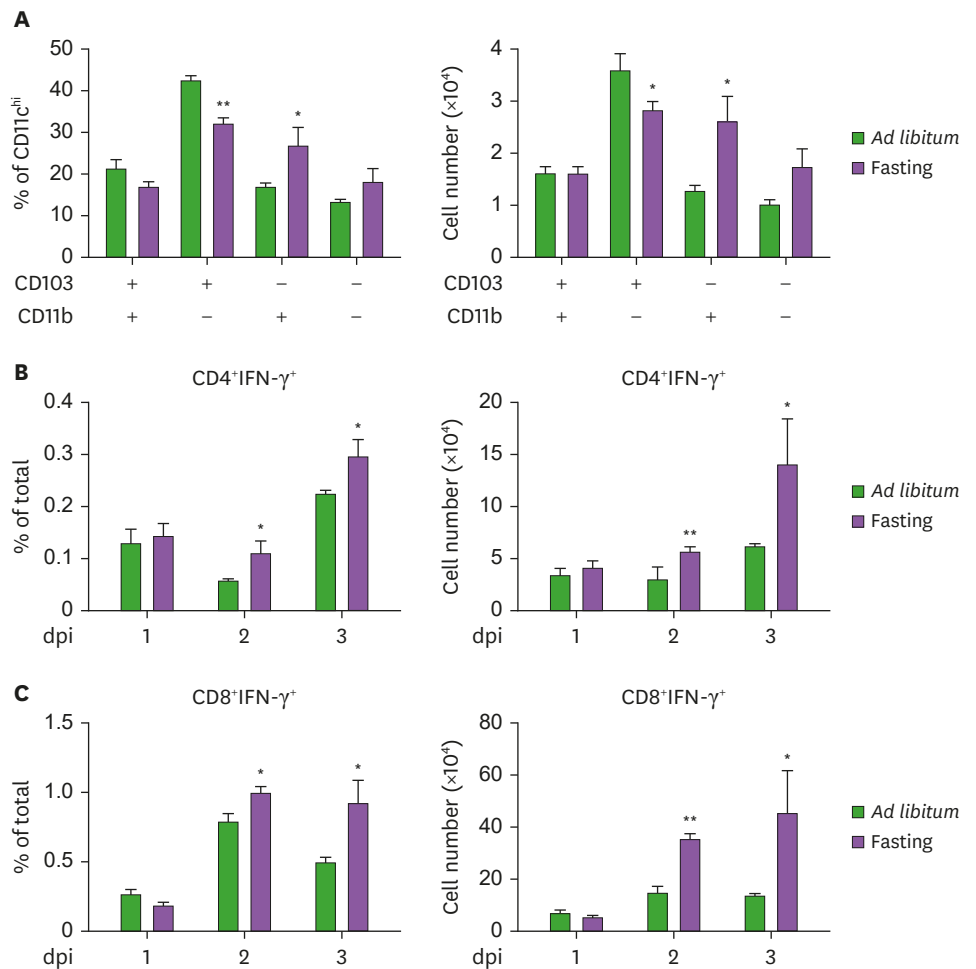 A
% of CD11cʰⁱ
50
40
30
20
10
0
** *
CD103 + + − −
CD11b + − + −
Cell number (×10⁴)
4
3
2
1
0
* *
CD103 + + − −
CD11b + − + −
Ad libitum
Fasting
B
CD4⁺IFN-γ⁺
% of total
0.4
0.3
0.2
0.1
0
* *
dpi 1 2 3
CD4⁺IFN-γ⁺
Cell number (×10⁴)
20
15
10
5
0
** *
dpi 1 2 3
Ad libitum
Fasting
C
CD8⁺IFN-γ⁺
% of total
1.5
1.0
0.5
0
* *
dpi 1 2 3
CD8⁺IFN-γ⁺
Cell number (×10⁴)
80
60
40
20
0
** *
dpi 1 2 3
Ad libitum
Fasting